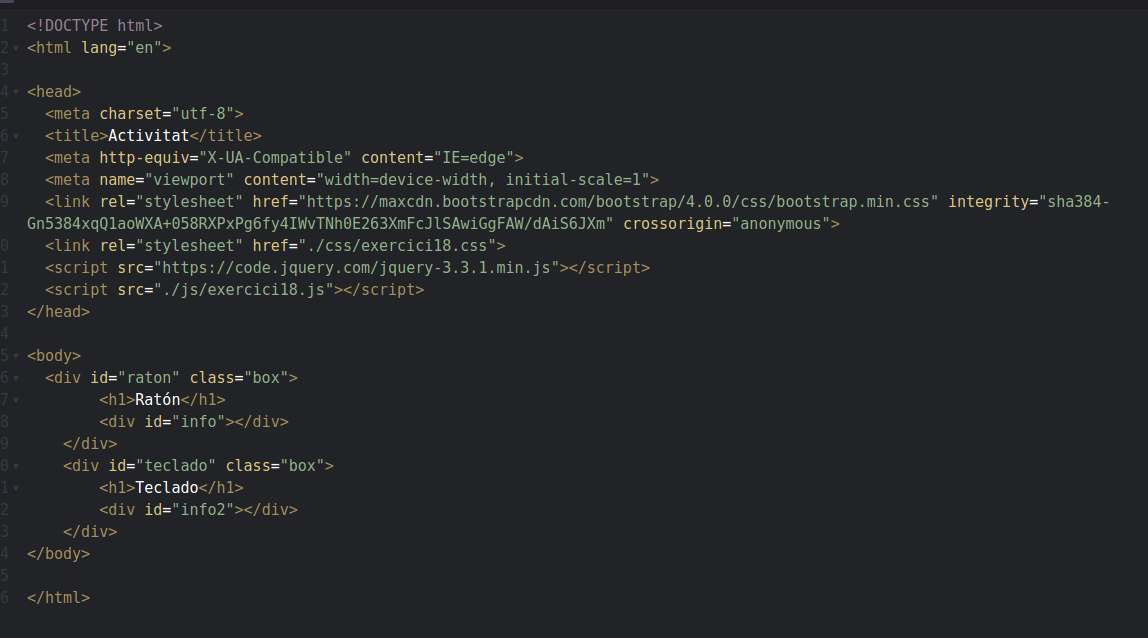 1 <!DOCTYPE html>
2 <html lang="en">
3
4 <head>
5   <meta charset="utf-8">
6   <title>Activitat</title>
7   <meta http-equiv="X-UA-Compatible" content="IE=edge">
8   <meta name="viewport" content="width=device-width, initial-scale=1">
9   <link rel="stylesheet" href="https://maxcdn.bootstrapcdn.com/bootstrap/4.0.0/css/bootstrap.min.css" integrity="sha384-
Gn5384xqQ1aoWXA+058RXPxPg6fy4IWvTNh0E263XmFcJlSAwiGgFAW/dAiS6JXm" crossorigin="anonymous">
0   <link rel="stylesheet" href="./css/exercici18.css">
1   <script src="https://code.jquery.com/jquery-3.3.1.min.js"></script>
2   <script src="./js/exercici18.js"></script>
3 </head>
4
5 <body>
6   <div id="raton" class="box">
7         <h1>Ratón</h1>
8         <div id="info"></div>
9     </div>
0     <div id="teclado" class="box">
1         <h1>Teclado</h1>
2         <div id="info2"></div>
3     </div>
4 </body>
5
6 </html>